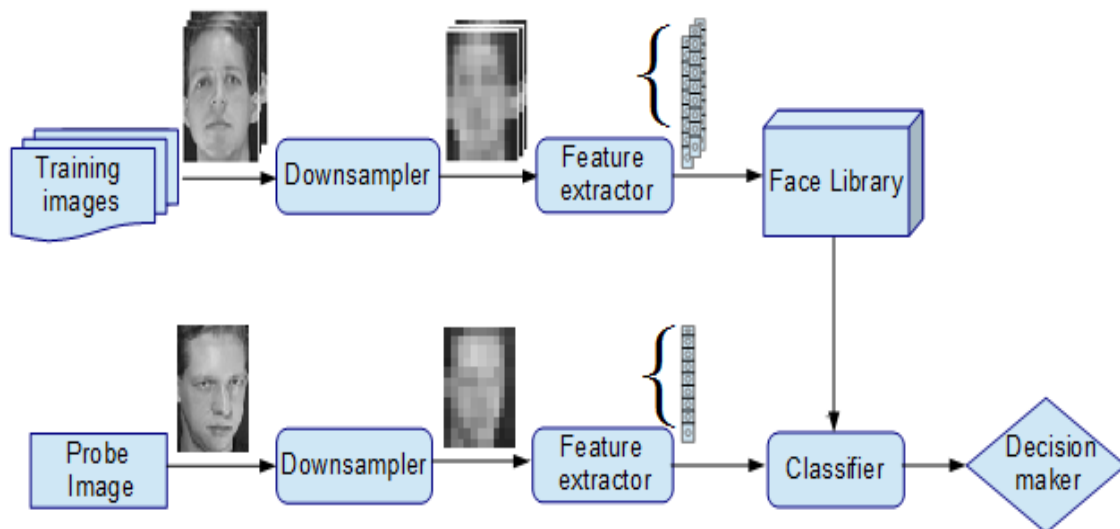 Training
images
Downsampler
Feature
extractor
Face Library
Probe
Image
Downsampler
Feature
extractor
Classifier
Decision
maker